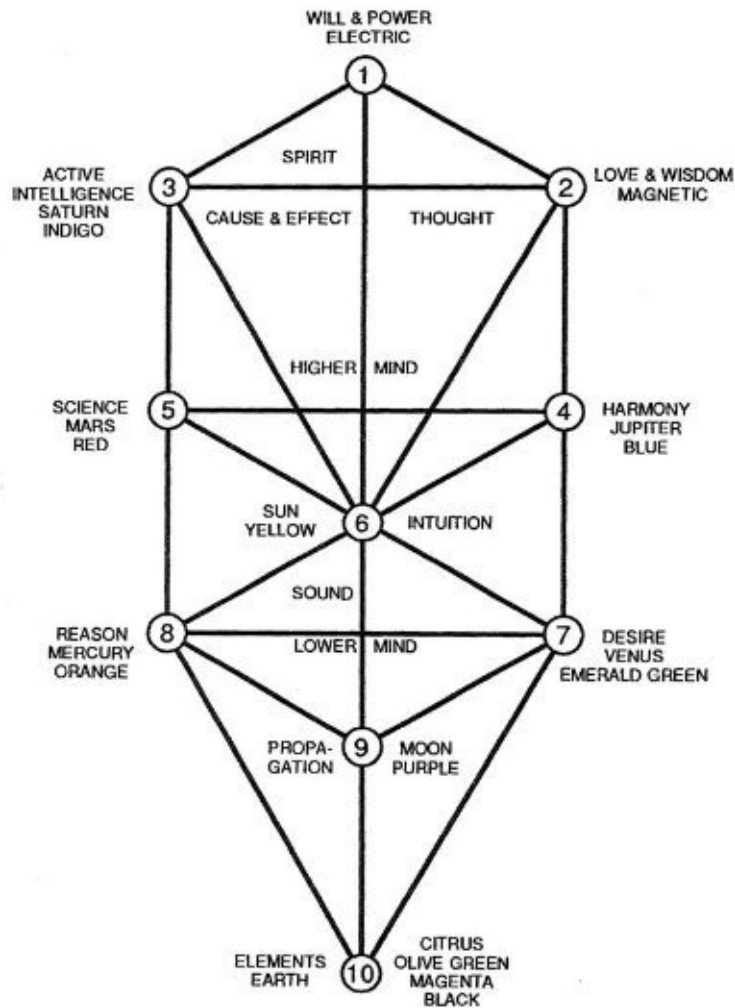 WILL & POWER
ELECTRIC
1
SPIRIT
3
2
ACTIVE
INTELLIGENCE
SATURN
INDIGO
LOVE & WISDOM
MAGNETIC
CAUSE & EFFECT
THOUGHT
HIGHER MIND
5
4
SCIENCE
MARS
RED
HARMONY
JUPITER
BLUE
SUN
YELLOW
6
INTUITION
SOUND
8
7
REASON
MERCURY
ORANGE
LOWER MIND
DESIRE
VENUS
EMERALD GREEN
PROPA-
GATION
9
MOON
PURPLE
ELEMENTS
EARTH
10
CITRUS
OLIVE GREEN
MAGENTA
BLACK